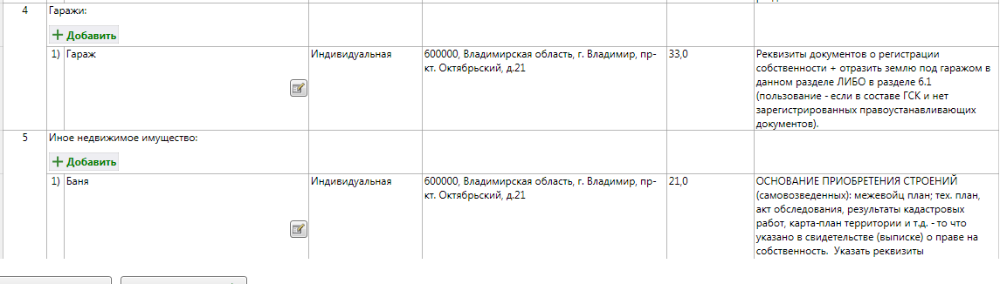 4 Гаражи:
+ Добавить
1) Гараж Индивидуальная 600000, Владимирская область, г. Владимир, пр-
кт. Октябрьский, д.21 33,0
Реквизиты документов о регистрации
собственности + отразить землю под гаражом в
данном разделе ЛИБО в разделе 6.1
(пользование - если в составе ГСК и нет
зарегистрированных правоустанавливающих
документов).
5 Иное недвижимое имущество:
+ Добавить
1) Баня Индивидуальная 600000, Владимирская область, г. Владимир, пр-
кт. Октябрьский, д.21 21,0
ОСНОВАНИЕ ПРИОБРЕТЕНИЯ СТРОЕНИЙ
(самовозведенных): межевойц план; тех. план,
акт обследования, результаты кадастровых
работ, карта-план территории и т.д. - то что
указано в свидетельстве (выписке) о праве на
собственность. Указать реквизиты